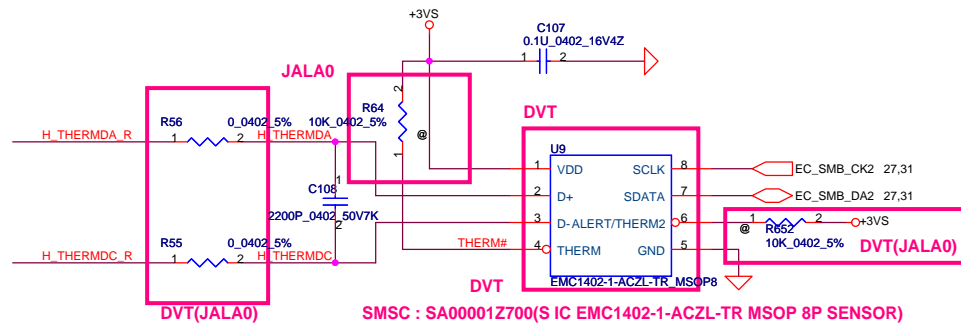 +3VS
C107
0.1U_0402_16V4Z
1
2
JALA0
R64
10K_0402_5%
2
1
@
DVT
R56
0_0402_5%
H_THERMDA_R
1
2
H_THERMDA
C108
1
2200P_0402_50V7K
2
R55
0_0402_5%
H_THERMDC_R
1
2
H_THERMDC
DVT(JALA0)
U9
1
VDD
SCLK
8
EC_SMB_CK2 27,31
2
D+
SDATA
7
EC_SMB_DA2 27,31
3
D-
ALERT/THERM2
6
THERM#
4
THERM
GND
5
EMC1402-1-ACZL-TR_MSOP8
DVT
@
1
2
+3VS
R652
10K_0402_5%
DVT(JALA0)
SMSC : SA00001Z700(S IC EMC1402-1-ACZL-TR MSOP 8P SENSOR)